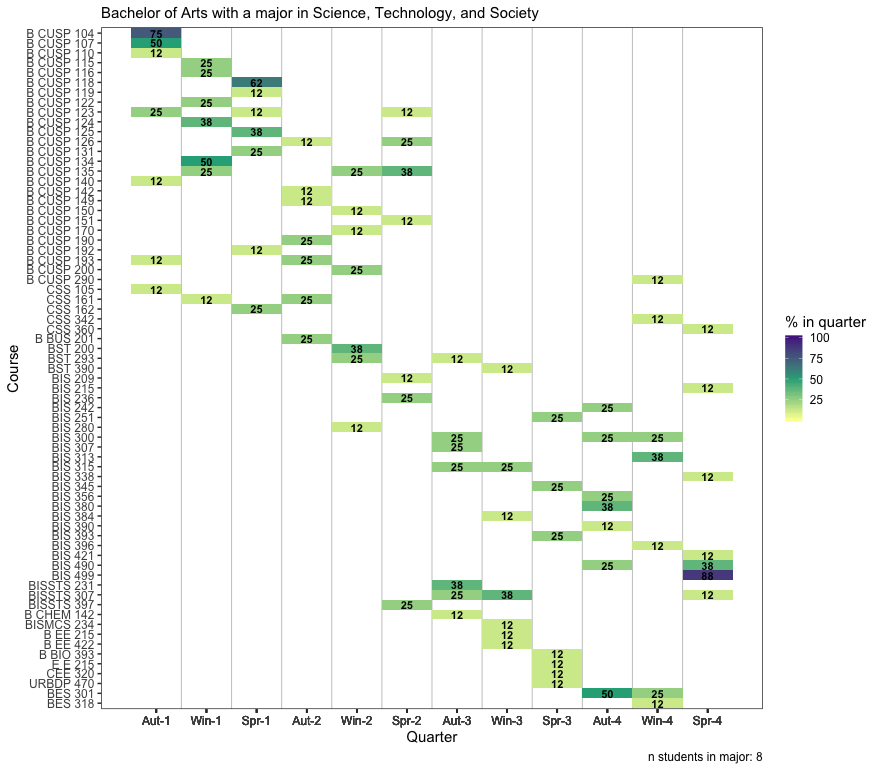 Bachelor of Arts with a major in Science, Technology, and Society
B CUSP 104 75
B CUSP 107 50
B CUSP 110 12
B CUSP 115 25
B CUSP 116 25
B CUSP 118 62
B CUSP 119 12
B CUSP 122 25
B CUSP 123 25 12 12
B CUSP 124 38
B CUSP 125 38
B CUSP 126 12 25
B CUSP 131 25
B CUSP 134 50
B CUSP 135 25 25 38
B CUSP 140 12
B CUSP 142 12
B CUSP 149 12
B CUSP 150 12
B CUSP 151 12
B CUSP 170 12
B CUSP 190 25
B CUSP 192 12
B CUSP 193 12 25
B CUSP 200 25
B CUSP 290 12
CSS 105 12
CSS 161 12 25
CSS 162 25
CSS 342 12
CSS 360 12
B BUS 201 25
BST 200 38
BST 293 25 12
BST 390 12
BIS 209 12
BIS 215 12
BIS 236 25
BIS 242 25
BIS 251 25
BIS 280 12
BIS 300 25 25 25
BIS 307 25
BIS 313 38
BIS 315 25 25
BIS 338 12
BIS 345 25
BIS 356 25
BIS 380 38
BIS 384 12
BIS 390 12
BIS 393 25
BIS 396 12
BIS 421 12
BIS 490 25 38
BIS 499 88
BISSTS 231 38
BISSTS 307 25 38 12
BISSTS 397 25
B CHEM 142 12
BISMCS 234 12
B EE 215 12
B EE 422 12
B BIO 393 12
E E 215 12
CEE 320 12
URBDP 470 12
BES 301 50 25
BES 318 12
Aut-1 Win-1 Spr-1 Aut-2 Win-2 Spr-2 Aut-3 Win-3 Spr-3 Aut-4 Win-4 Spr-4
Quarter
Course
% in quarter
100
75
50
25
n students in major: 8